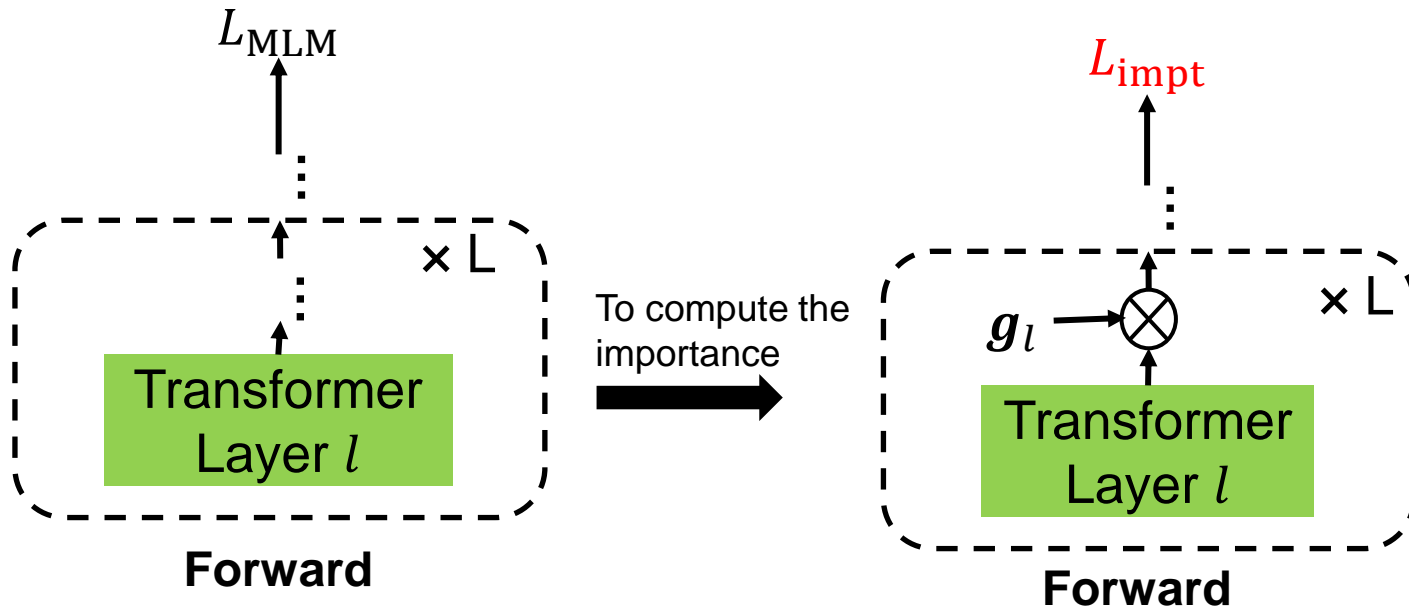 L_MLM
⋮
× L
⋮
Transformer
Layer l
Forward
To compute the
importance
L_impt
⋮
× L
g_l
Transformer
Layer l
Forward